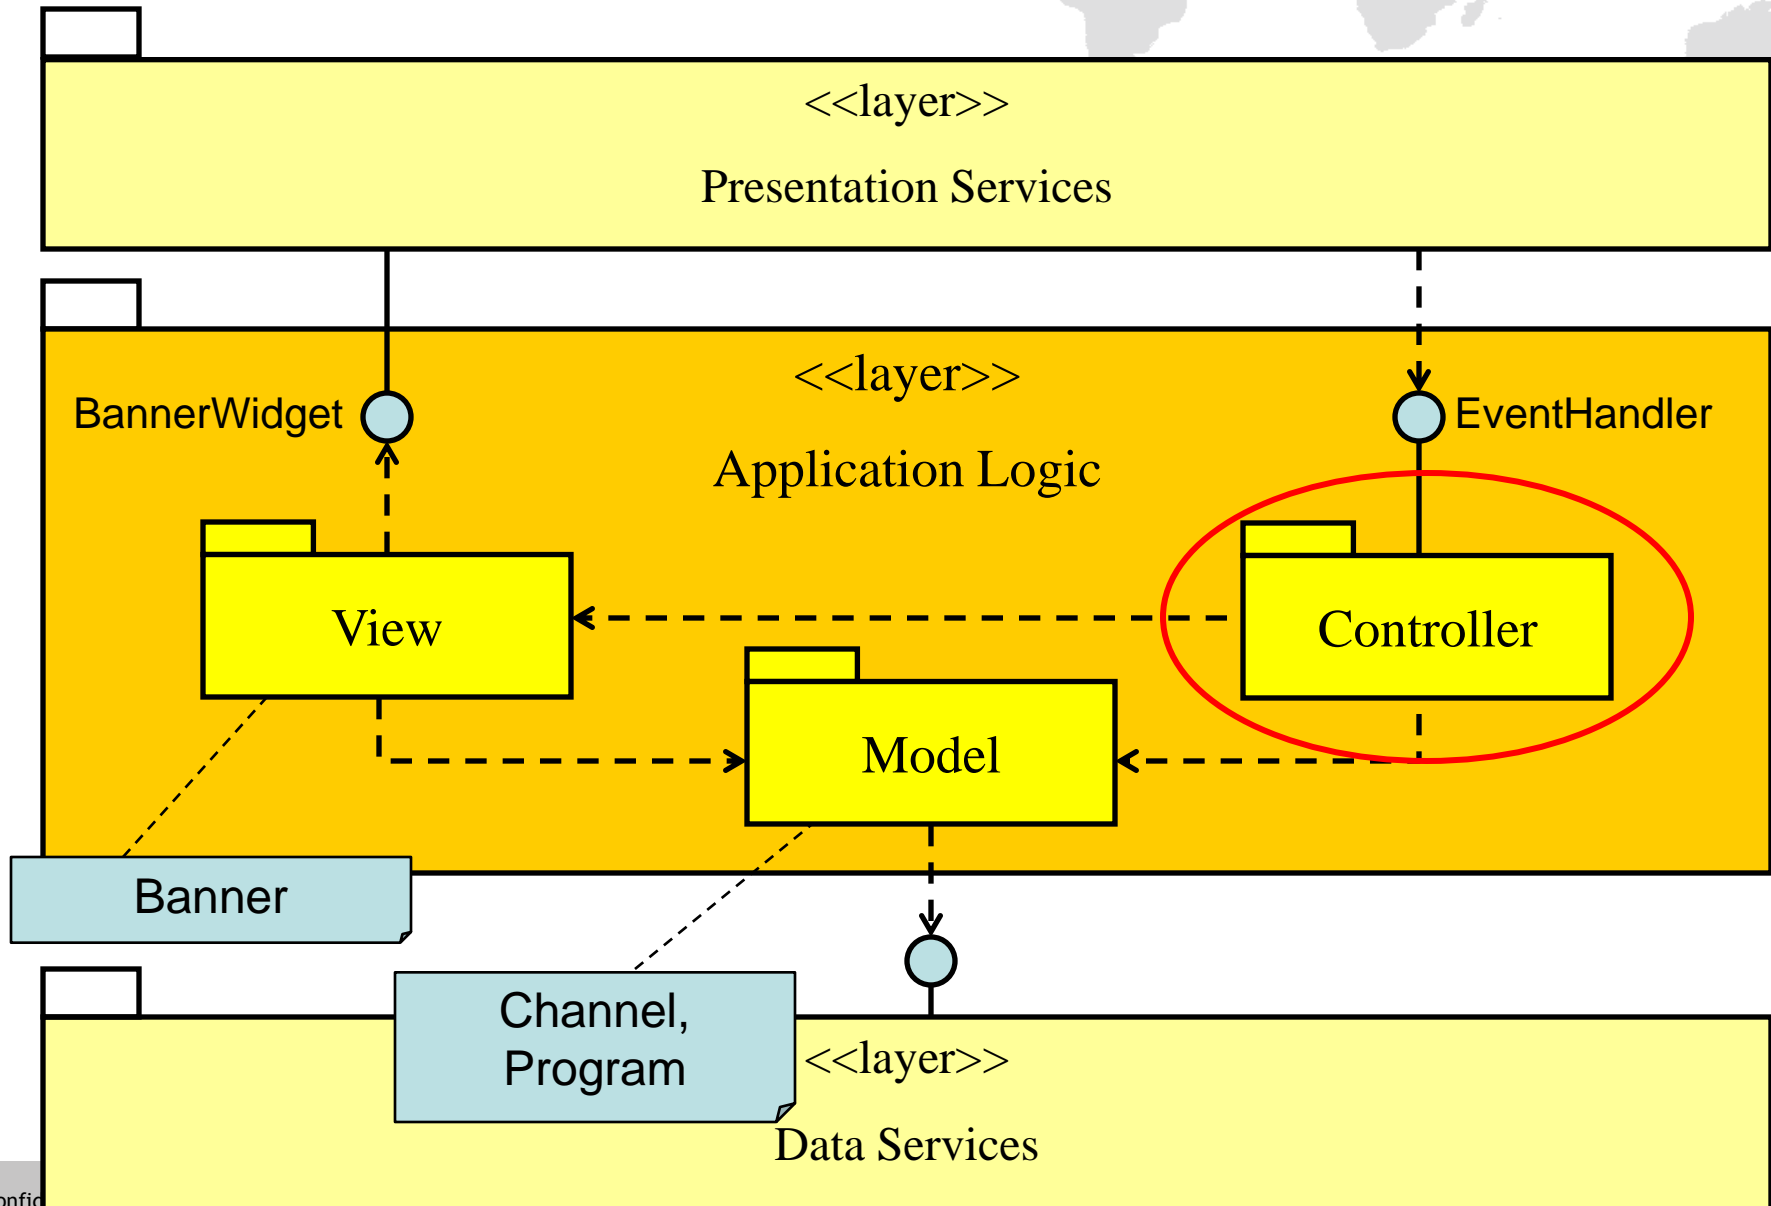 <<layer>>
Presentation Services
<<layer>>
BannerWidget
EventHandler
Application Logic
View
Controller
Model
Banner
Channel,
Program
<<layer>>
Data Services